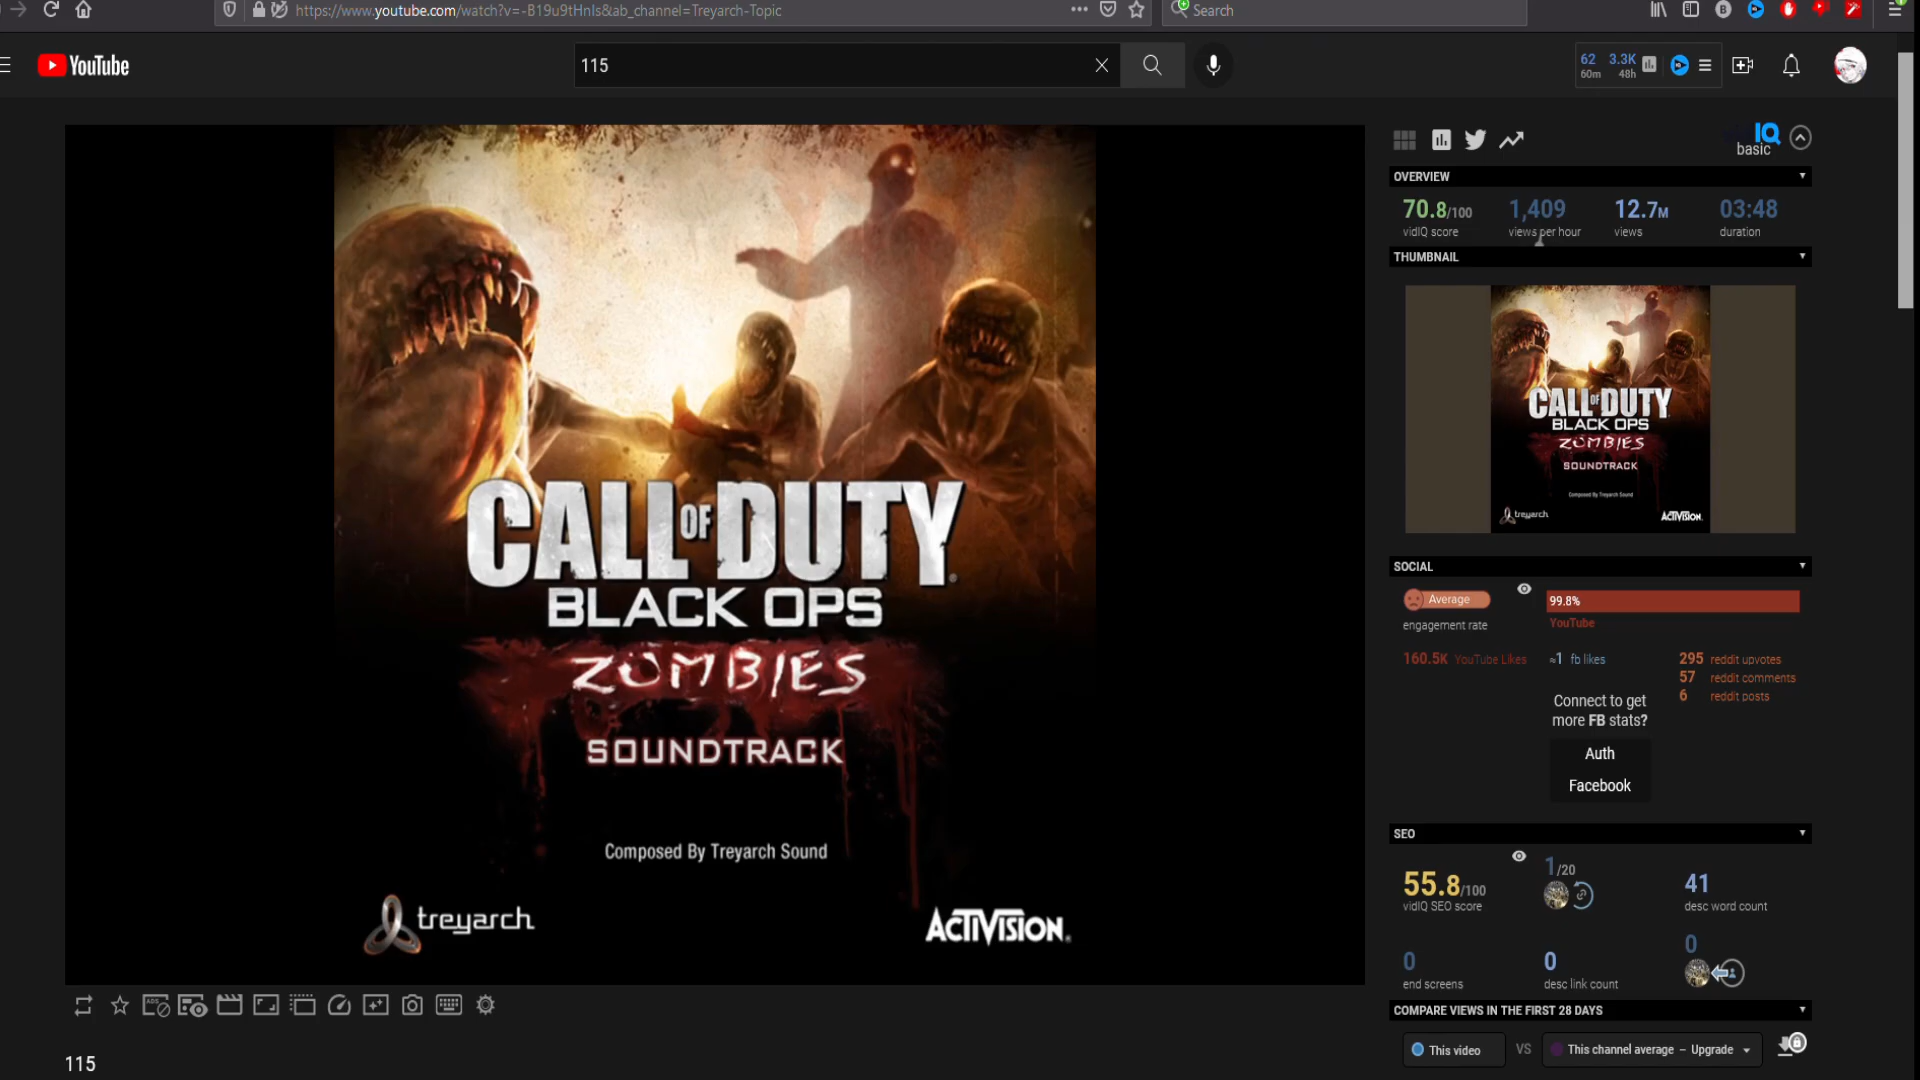 https://www.youtube.com/watch?v=-B19u9tHnIs&ab_channel=Treyarch-Topic
Search
YouTube
115
62
60m
3.3K
48h
IQ
basic
OVERVIEW
70.8/100
vidIQ score
1,409
views per hour
12.7M
views
03:48
duration
THUMBNAIL
CALL OF DUTY
BLACK OPS
ZOMBIES
SOUNDTRACK
Composed By Treyarch Sound
treyarch
ACTIVISION
CALL OF DUTY
BLACK OPS
ZOMBIES
SOUNDTRACK
Composed By Treyarch Sound
treyarch
ACTIVISION.
SOCIAL
Average
engagement rate
99.8%
YouTube
160.5K YouTube Likes
≈1 fb likes
295 reddit upvotes
57 reddit comments
6 reddit posts
Connect to get
more FB stats?
Auth
Facebook
SEO
55.8/100
vidIQ SEO score
1/20
41
desc word count
0
end screens
0
desc link count
0
COMPARE VIEWS IN THE FIRST 28 DAYS
This video
VS
This channel average – Upgrade
115